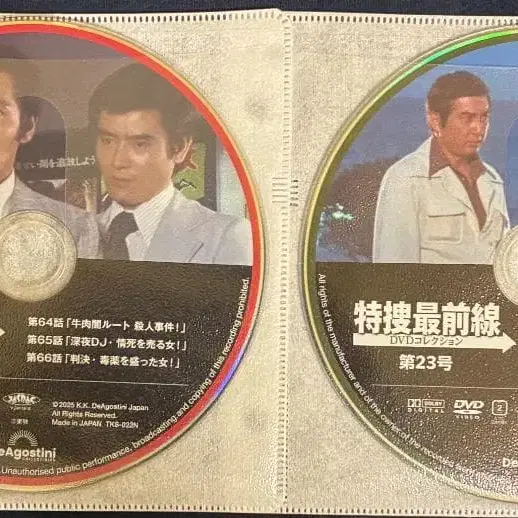 せい剤を追放しよう
第64話「牛肉闇ルート 殺人事件!」
第65話「深夜DJ・情死を売る女!」
第66話「判決・毒薬を盛った女!」
© 2025 K.K. DeAgostini Japan
All Rights Reserved.
Made in JAPAN TKS-022N
DeAgostini
Unauthorised public performance, broadcasting and copying of this recording prohibited.
特捜最前線
DVDコレクション
第23号
DOLBY
DIGITAL
DVD
VIDEO
2
De
All rights of the manufacturer and of the owner of the recorded